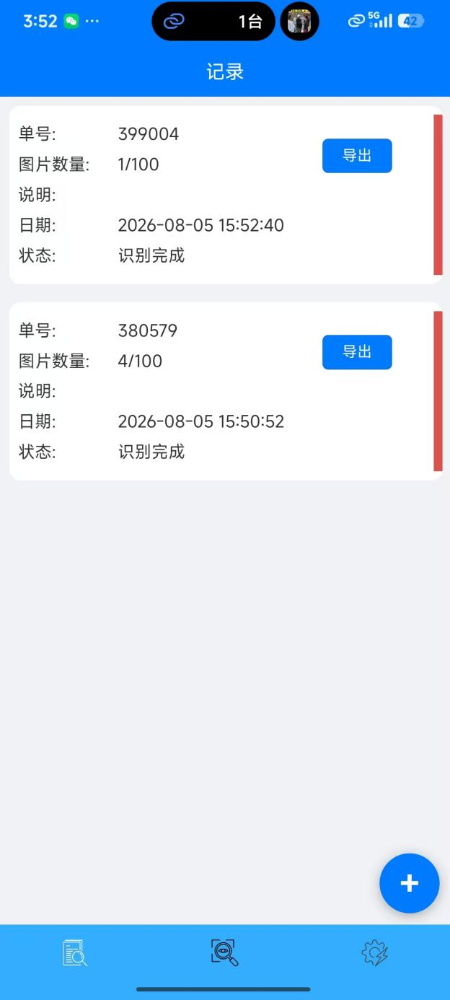 3:52
1台
5G
42
记录
单号: 399004
导出
图片数量: 1/100
说明:
日期: 2026-08-05 15:52:40
状态: 识别完成
单号: 380579
导出
图片数量: 4/100
说明:
日期: 2026-08-05 15:50:52
状态: 识别完成